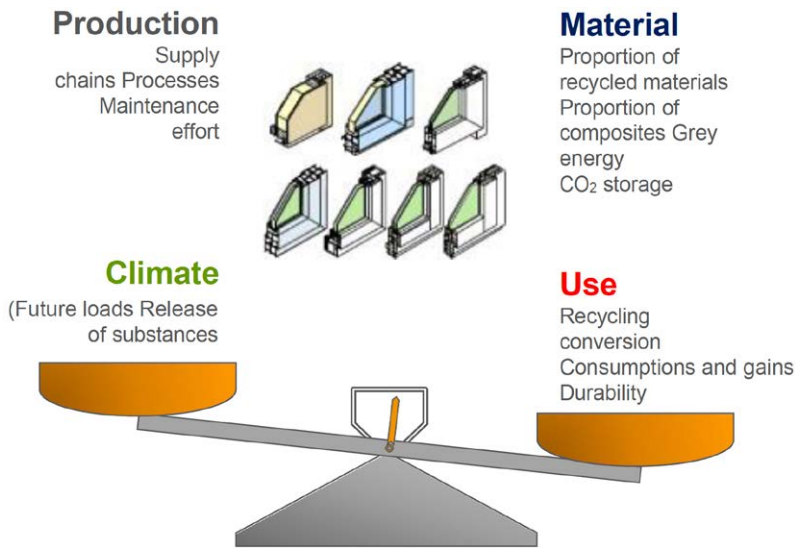 Production
Supply
chains Processes
Maintenance
effort
Material
Proportion of
recycled materials
Proportion of
composites Grey
energy
CO₂ storage
Climate
(Future loads Release
of substances
Use
Recycling
conversion
Consumptions and gains
Durability